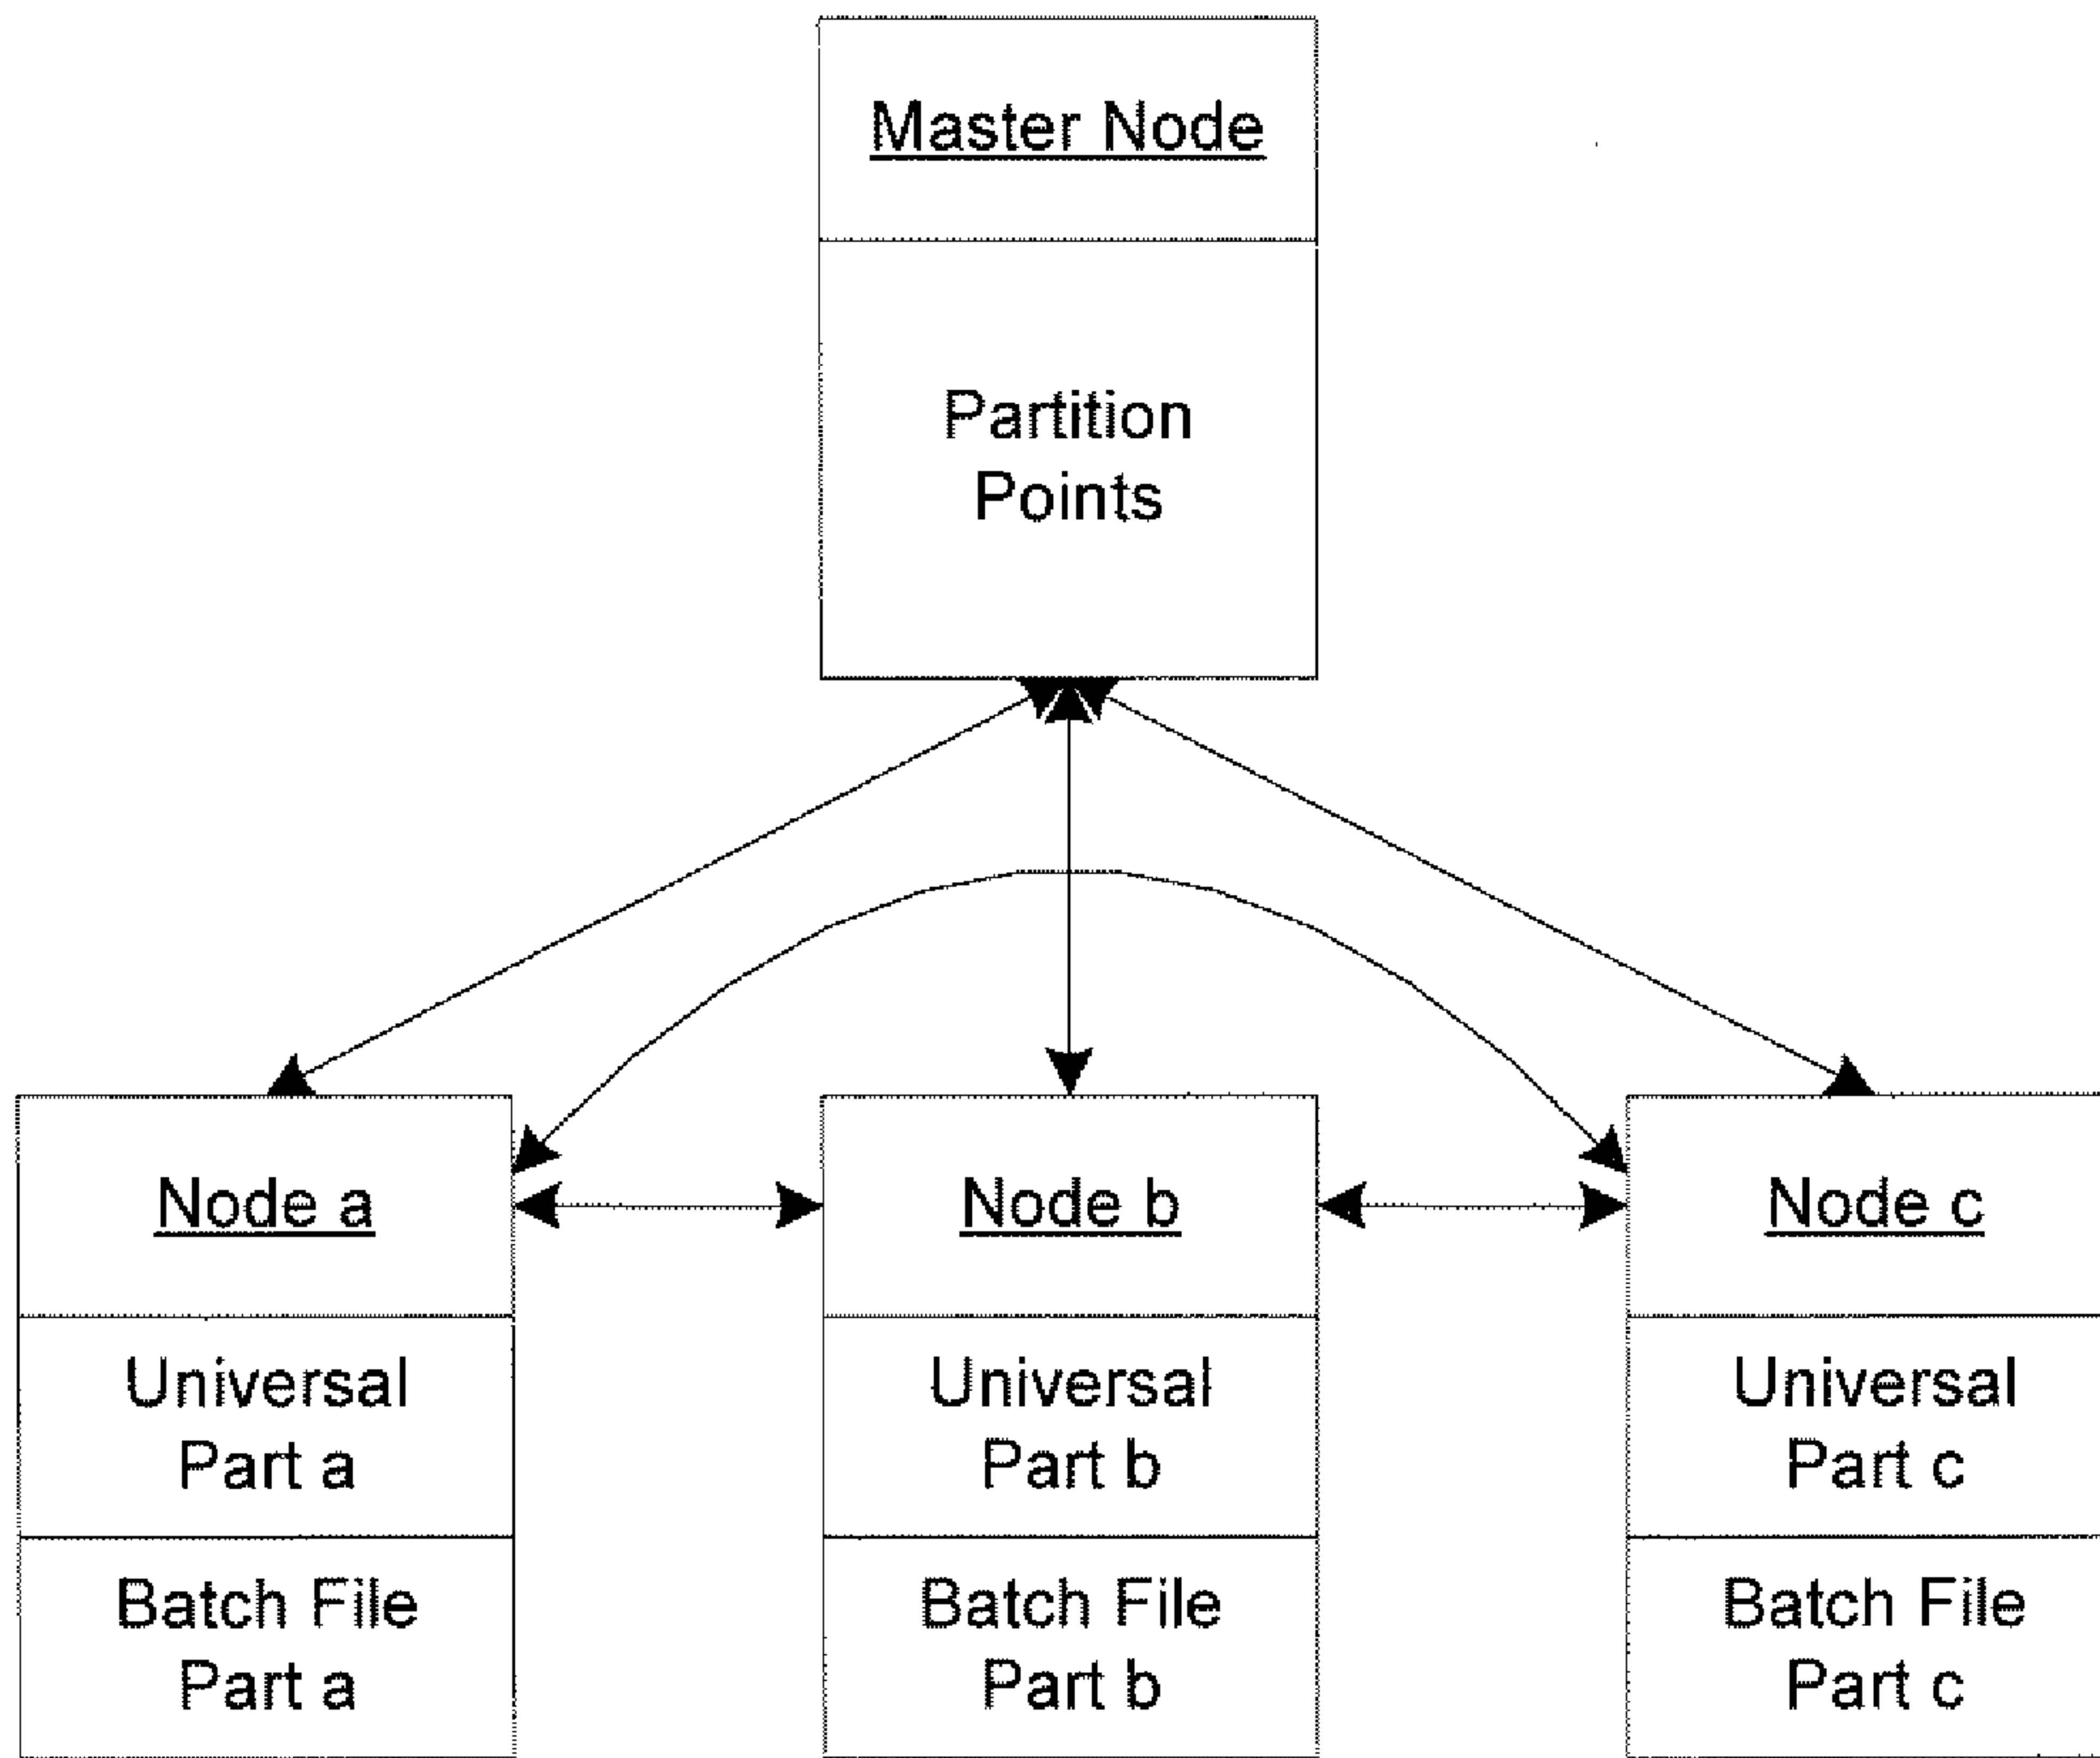 Master Node
Partition
Points
Node a
Universal
Part a
Batch File
Part a
Node b
Universal
Part b
Batch File
Part b
Node c
Universal
Part c
Batch File
Part c